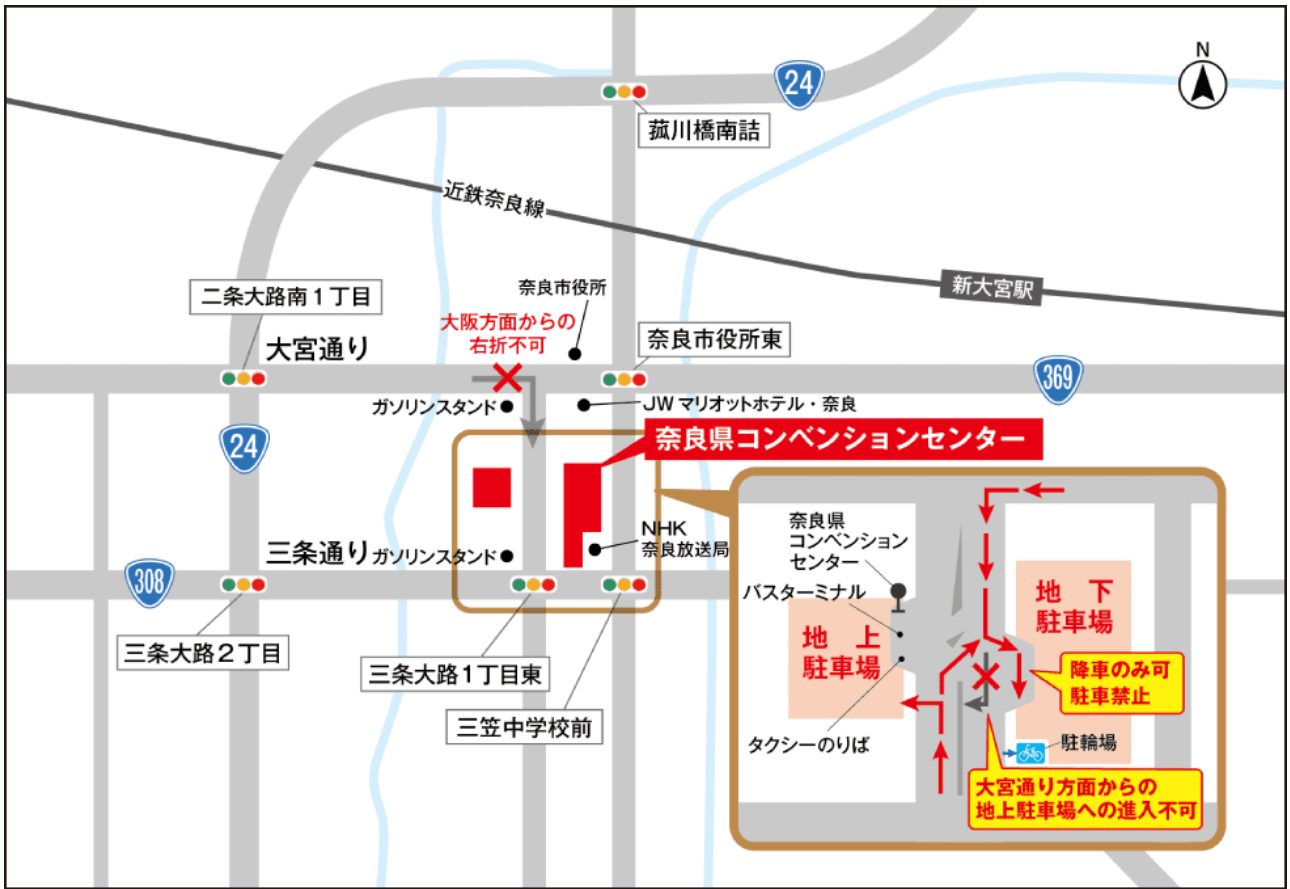 N
24
菰川橋南詰
近鉄奈良線
新大宮駅
二条大路南1丁目
奈良市役所
大阪方面からの
右折不可
大宮通り
奈良市役所東
369
ガソリンスタンド
JWマリオットホテル・奈良
24
奈良県コンベンションセンター
NHK
奈良放送局
三条通り
ガソリンスタンド
308
三条大路2丁目
三条大路1丁目東
三笠中学校前
奈良県
コンベンション
センター
バスターミナル
地上
駐車場
地下
駐車場
降車のみ可
駐車禁止
タクシーのりば
駐輪場
大宮通り方面からの
地上駐車場への進入不可